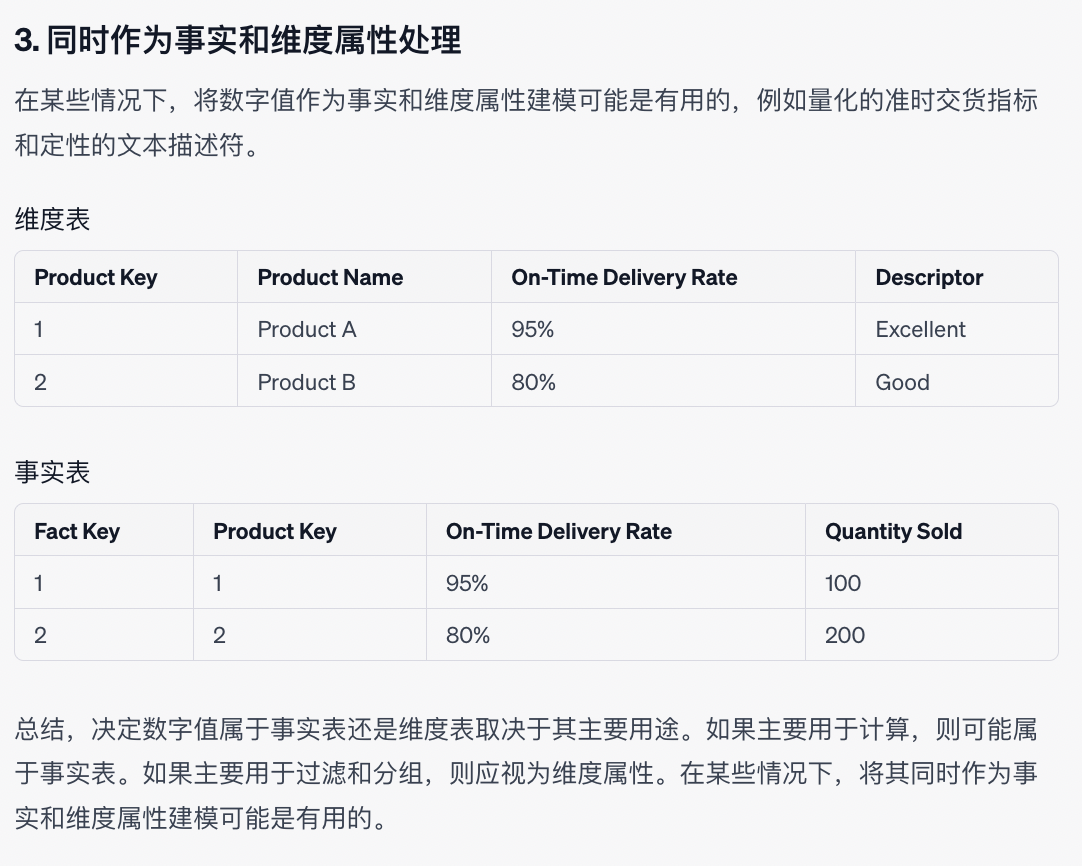 3. 同时作为事实和维度属性处理
在某些情况下，将数字值作为事实和维度属性建模可能是有用的，例如量化的准时交货指标
和定性的文本描述符。
维度表
Product Key Product Name On-Time Delivery Rate Descriptor
1 Product A 95% Excellent
2 Product B 80% Good
事实表
Fact Key Product Key On-Time Delivery Rate Quantity Sold
1 1 95% 100
2 2 80% 200
总结，决定数字值属于事实表还是维度表取决于其主要用途。如果主要用于计算，则可能属
于事实表。如果主要用于过滤和分组，则应视为维度属性。在某些情况下，将其同时作为事
实和维度属性建模可能是有用的。